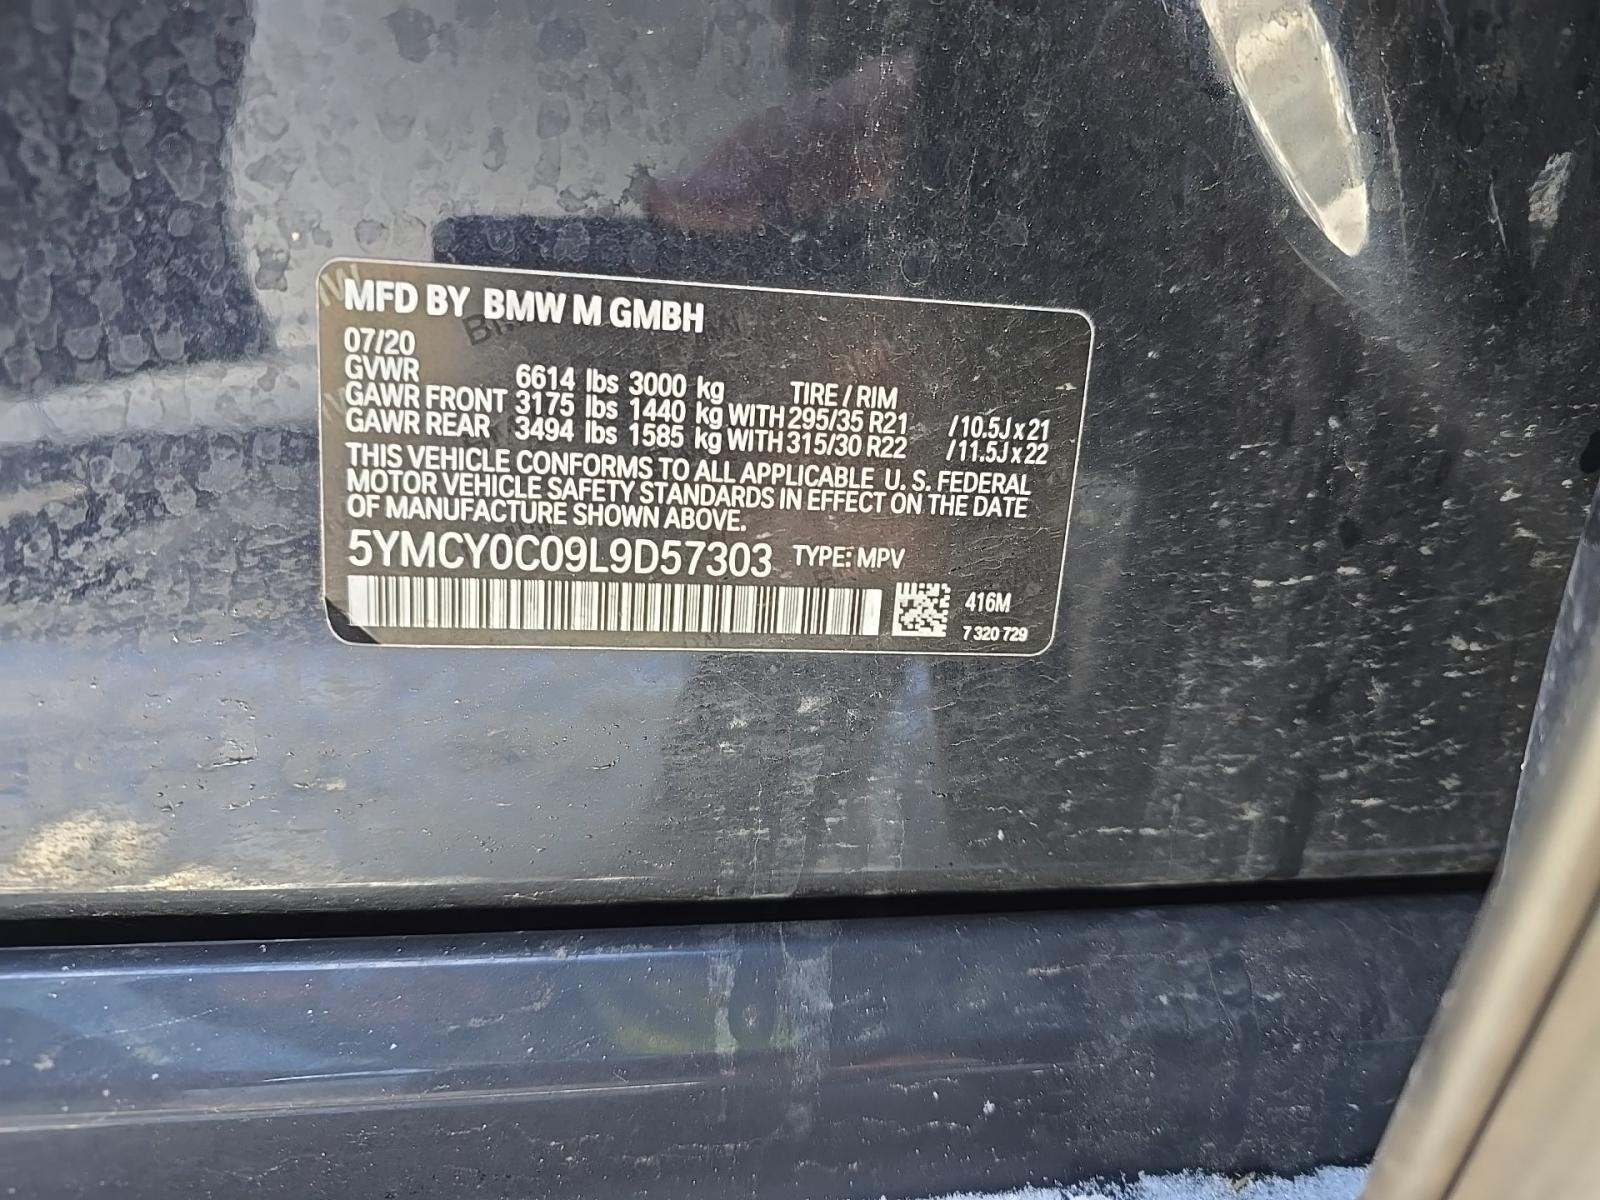 MFD BY BMW M GMBH
07/20
GVWR 6614 lbs 3000 kg TIRE / RIM
GAWR FRONT 3175 lbs 1440 kg WITH 295/35 R21 / 10.5J x 21
GAWR REAR 3494 lbs 1585 kg WITH 315/30 R22 / 11.5J x 22
THIS VEHICLE CONFORMS TO ALL APPLICABLE U. S. FEDERAL
MOTOR VEHICLE SAFETY STANDARDS IN EFFECT ON THE DATE
OF MANUFACTURE SHOWN ABOVE.
5YMCY0C09L9D57303 TYPE: MPV
416M
7 320 729